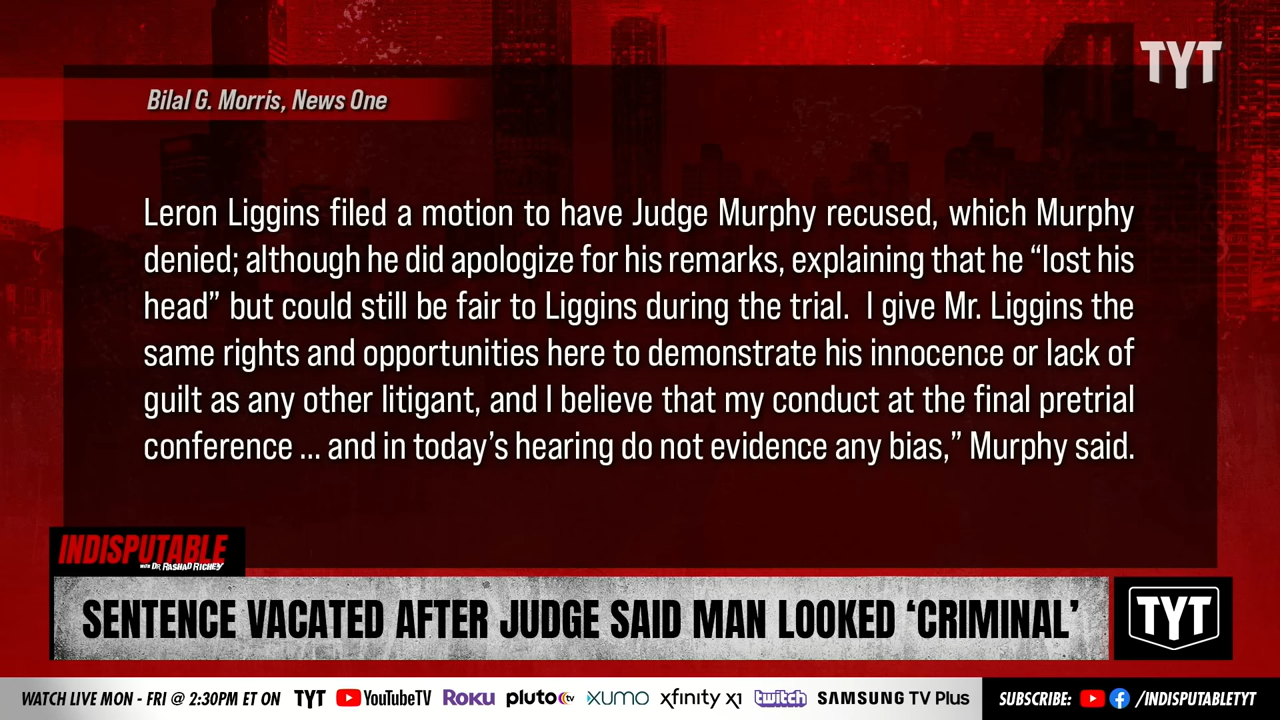 TYT
Bilal G. Morris, News One
Leron Liggins filed a motion to have Judge Murphy recused, which Murphy
denied; although he did apologize for his remarks, explaining that he “lost his
head” but could still be fair to Liggins during the trial.  I give Mr. Liggins the
same rights and opportunities here to demonstrate his innocence or lack of
guilt as any other litigant, and I believe that my conduct at the final pretrial
conference ... and in today’s hearing do not evidence any bias,” Murphy said.
INDISPUTABLE
WITH DR. RASHAD RICHEY
SENTENCE VACATED AFTER JUDGE SAID MAN LOOKED ‘CRIMINAL’
TYT
WATCH LIVE MON - FRI @ 2:30PM ET ON TYT YouTubeTV ROKU pluto tv XUMO xfinity x1 twitch SAMSUNG TV Plus SUBSCRIBE: /INDISPUTABLETYT